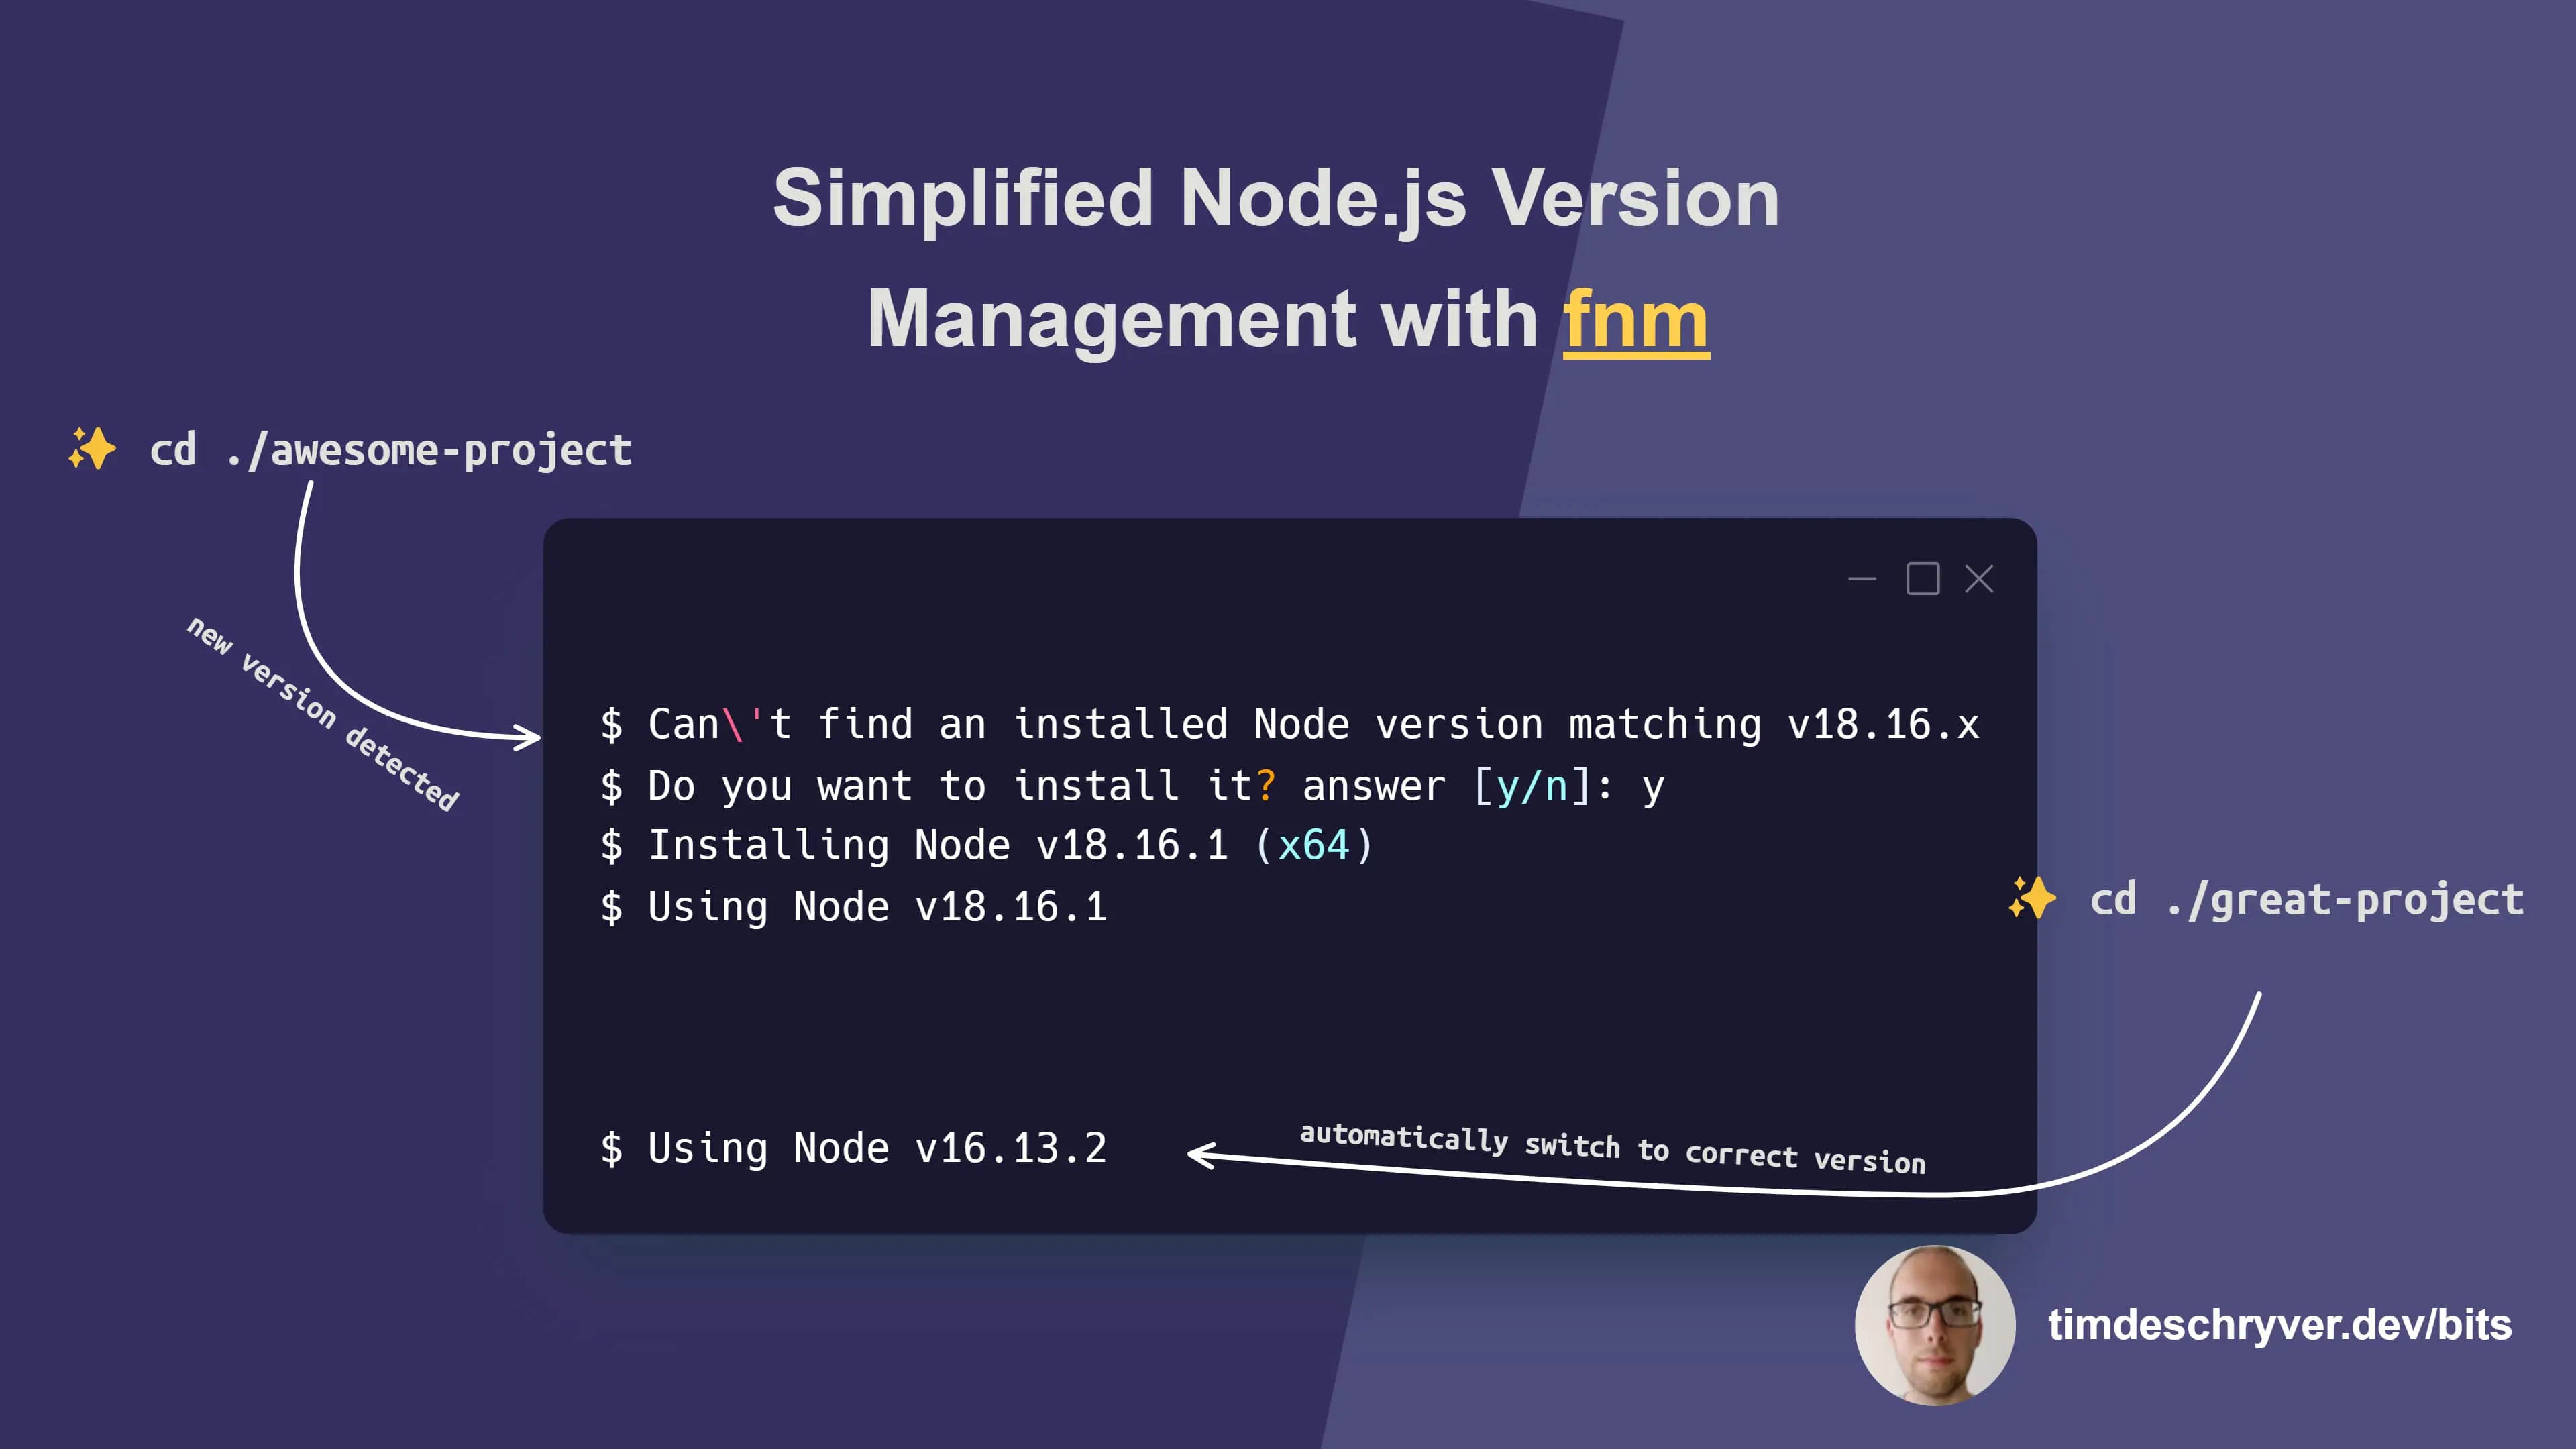 Simplified Node.js Version
Management with fnm
✨ cd ./awesome-project
new version detected
$ Can\'t find an installed Node version matching v18.16.x
$ Do you want to install it? answer [y/n]: y
$ Installing Node v18.16.1 (x64)
$ Using Node v18.16.1
✨ cd ./great-project
automatically switch to correct version
$ Using Node v16.13.2
timdeschryver.dev/bits